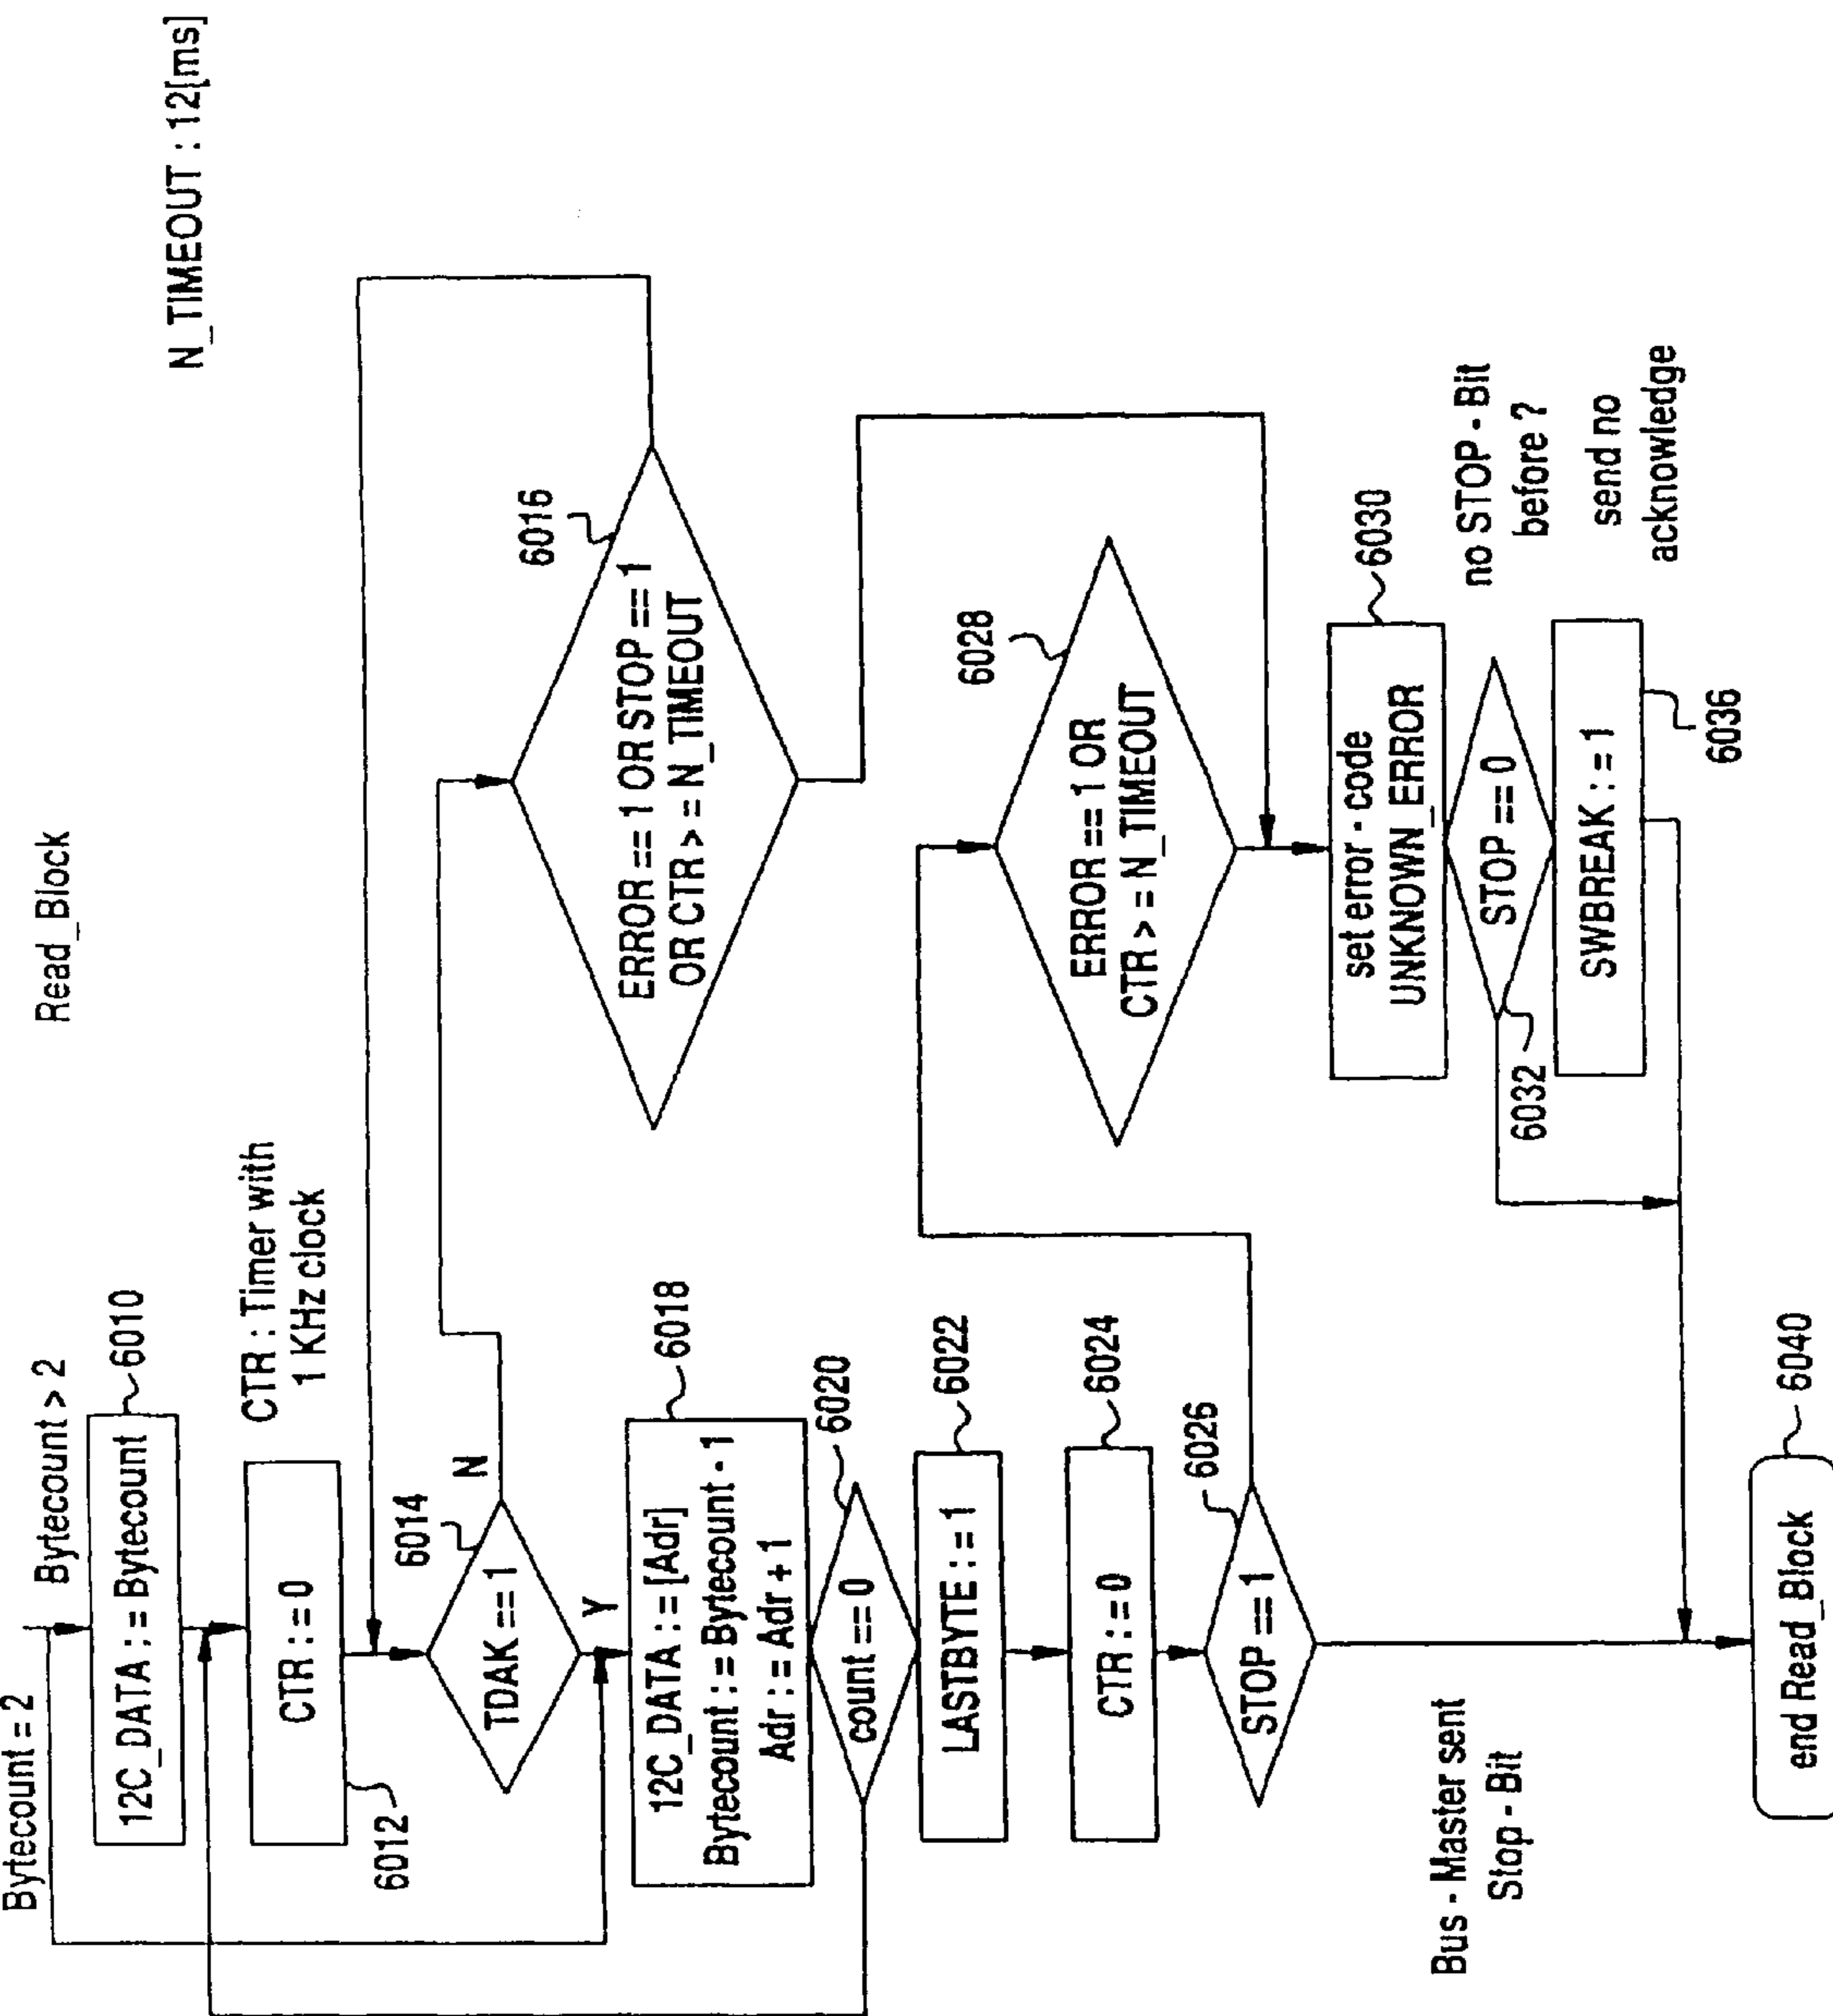 Read_Block
N_TIMEOUT : 12[ms]
Bytecount = 2
Bytecount > 2
12C_DATA : = Bytecount
6010
CTR : Timer with
1 KHz clock
CTR : = 0
6012
TDAK == 1
6014
N
Y
ERROR == 1 OR STOP == 1
OR CTR > = N_TIMEOUT
6016
12C_DATA : = [Adr]
Bytecount : = Bytecount - 1
Adr : = Adr + 1
6018
count == 0
6020
LASTBYTE : = 1
6022
CTR : = 0
6024
STOP == 1
6026
ERROR == 1 OR
CTR > = N_TIMEOUT
6028
set error - code
UNKNOWN_ERROR
6030
STOP == 0
6032
no STOP - Bit
before ?
SWBREAK : = 1
6036
send no
acknowledge
Bus - Master sent
Stop - Bit
end Read_Block
6040